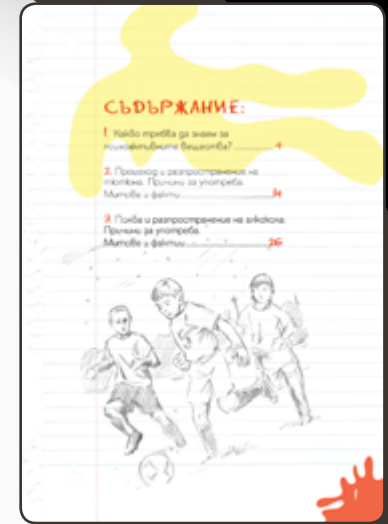 СЪДЪРЖАНИЕ:
1. Какво трябва да знаем за
психоактивните вещества? 4
2. Произход и разпространение на
тютюна. Причини за употреба.
Митове и факти 14
3. Поява и разпространение на алкохола.
Причини за употреба.
Митове и факти 26